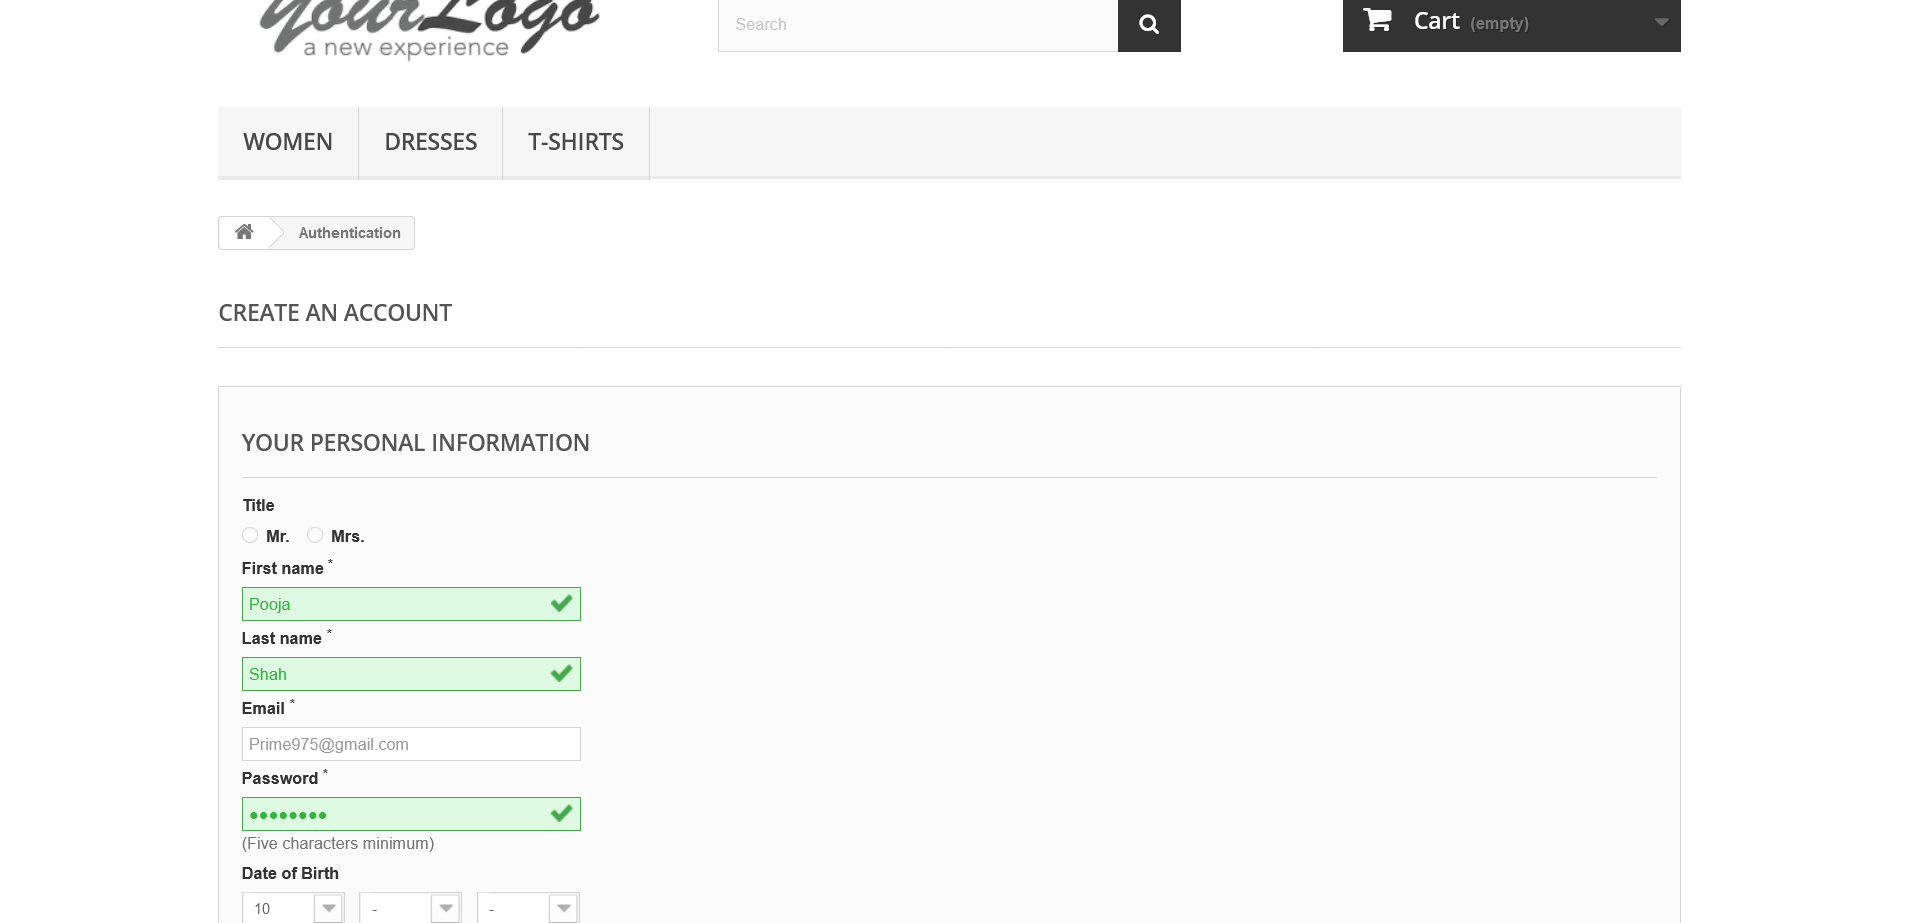 YourLogo
a new experience
Search
Cart (empty)
WOMEN DRESSES T-SHIRTS
Authentication
CREATE AN ACCOUNT
YOUR PERSONAL INFORMATION
Title
Mr. Mrs.
First name *
Pooja
Last name *
Shah
Email *
Prime975@gmail.com
Password *
(Five characters minimum)
Date of Birth
10 - -